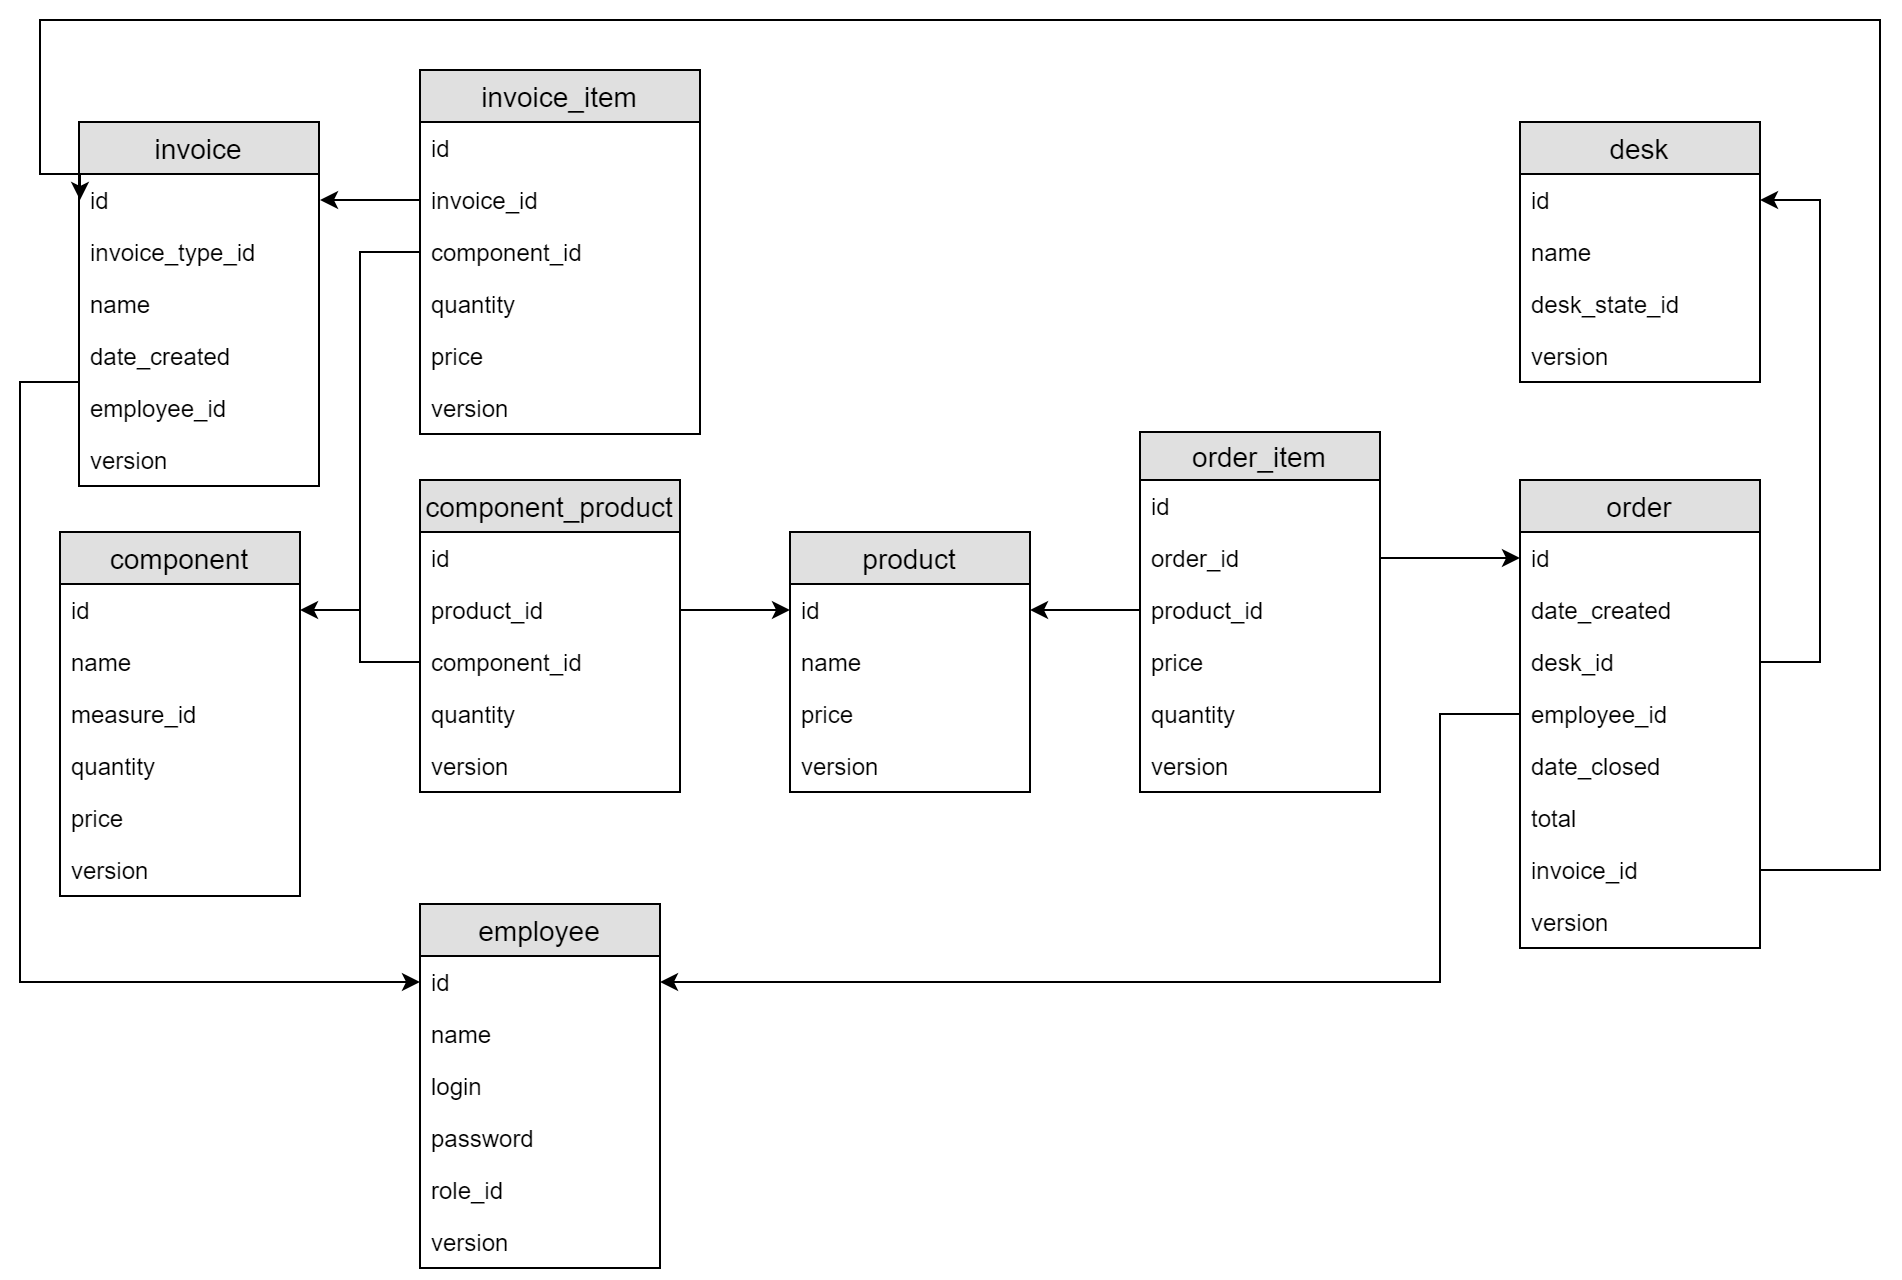 invoice_item
id
invoice_id
component_id
quantity
price
version
invoice
id
invoice_type_id
name
date_created
employee_id
version
desk
id
name
desk_state_id
version
component_product
id
product_id
component_id
quantity
version
component
id
name
measure_id
quantity
price
version
product
id
name
price
version
order_item
id
order_id
product_id
price
quantity
version
order
id
date_created
desk_id
employee_id
date_closed
total
invoice_id
version
employee
id
name
login
password
role_id
version